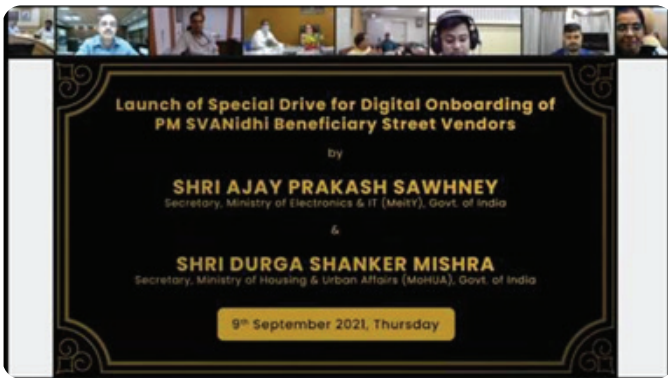 Launch of Special Drive for Digital Onboarding of
PM SVANidhi Beneficiary Street Vendors
by
SHRI AJAY PRAKASH SAWHNEY
Secretary, Ministry of Electronics & IT (MeitY), Govt. of India
&
SHRI DURGA SHANKER MISHRA
Secretary, Ministry of Housing & Urban Affairs (MoHUA), Govt. of India
9th September 2021, Thursday